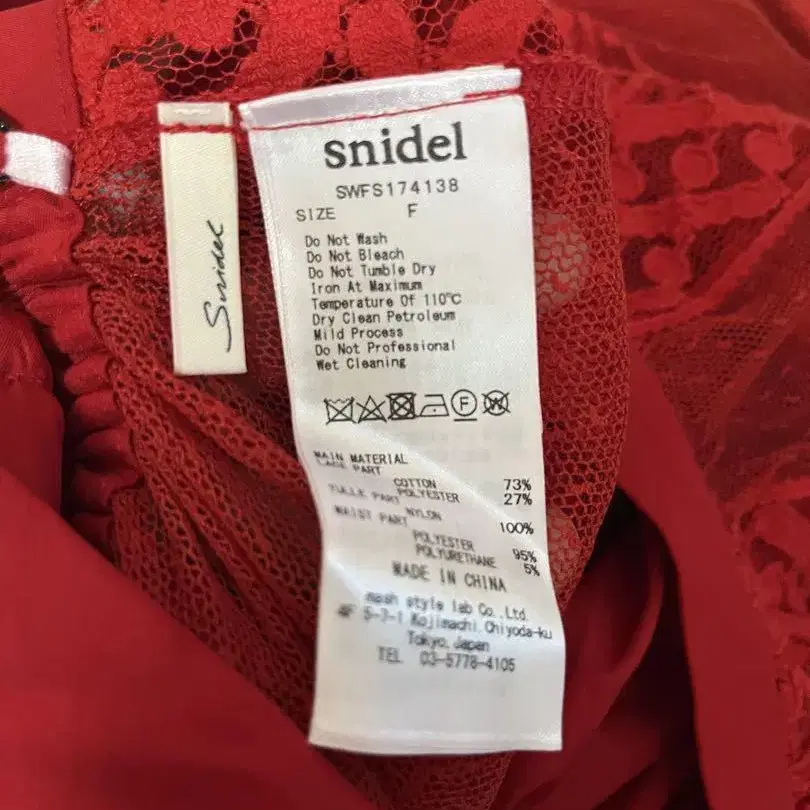 Snidel
snidel
SWFS174138
SIZE F
Do Not Wash
Do Not Bleach
Do Not Tumble Dry
Iron At Maximum
Temperature Of 110℃
Dry Clean Petroleum
Mild Process
Do Not Professional
Wet Cleaning
F W
MAIN MATERIAL
LACE PART
COTTON 73%
POLYESTER 27%
TULLE PART
NYLON 100%
WAIST PART
POLYESTER 95%
POLYURETHANE 5%
MADE IN CHINA
mash style lab Co.,Ltd.
4F 5-7-1 Kojimachi, Chiyoda-ku
Tokyo, Japan
TEL 03-5778-4105